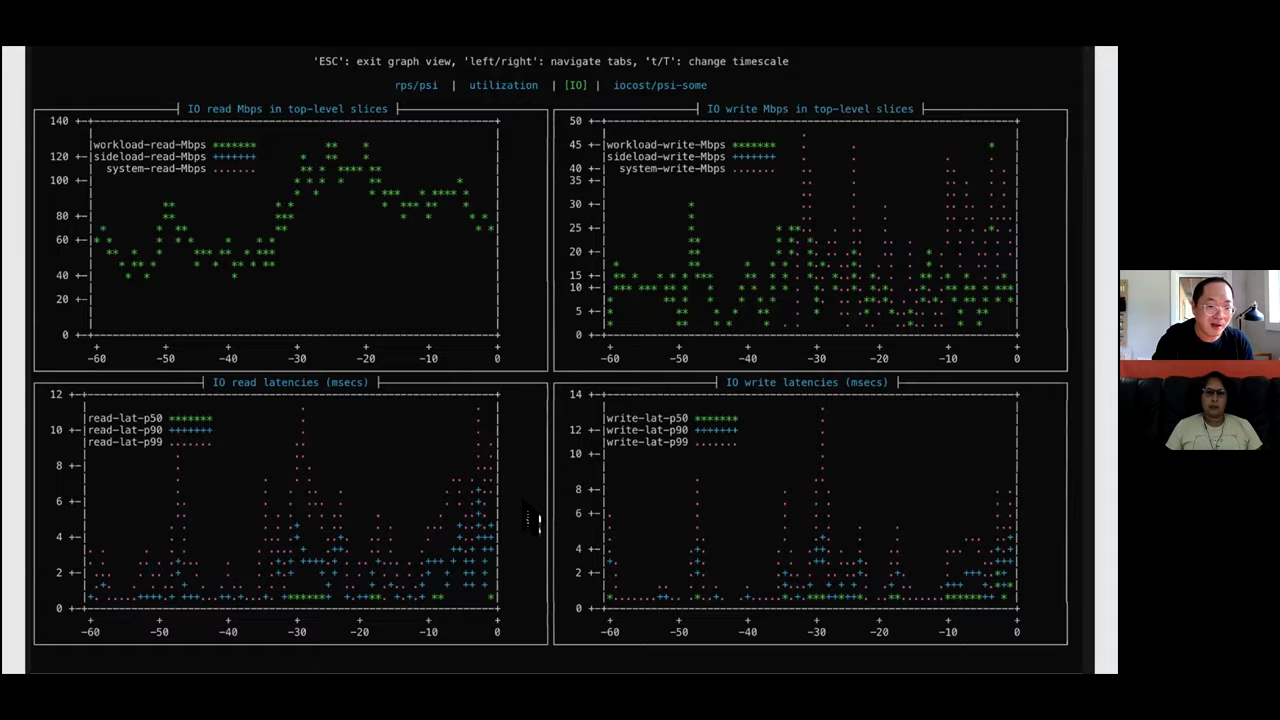 'ESC': exit graph view, 'left/right': navigate tabs, 't/T': change timescale
rps/psi | utilization | [IO] | iocost/psi-some
IO read Mbps in top-level slices
140
workload-read-Mbps *******
120
sideload-read-Mbps +++++++
system-read-Mbps .......
100
80
60
40
20
0
-60 -50 -40 -30 -20 -10 0
IO write Mbps in top-level slices
50
45
workload-write-Mbps *******
sideload-write-Mbps +++++++
40
system-write-Mbps .......
35
30
25
20
15
10
5
0
-60 -50 -40 -30 -20 -10 0
IO read latencies (msecs)
12
read-lat-p50 *******
10
read-lat-p90 +++++++
read-lat-p99 .......
8
6
4
2
0
-60 -50 -40 -30 -20 -10 0
IO write latencies (msecs)
14
write-lat-p50 *******
12
write-lat-p90 +++++++
write-lat-p99 .......
10
8
6
4
2
0
-60 -50 -40 -30 -20 -10 0